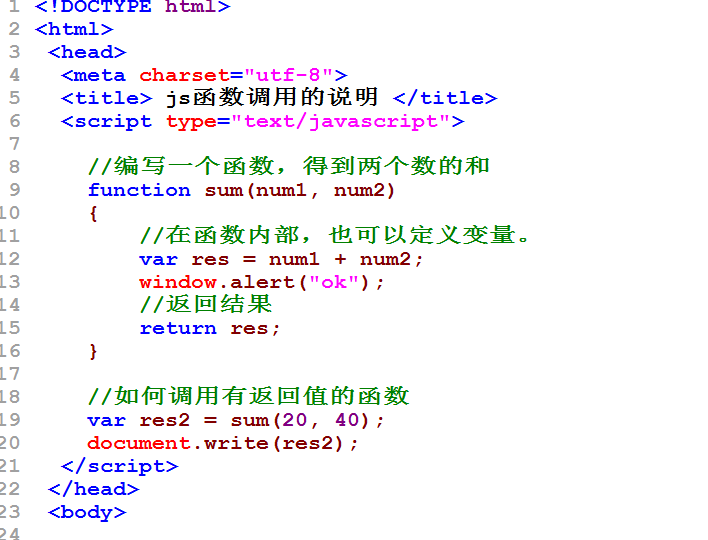 1 <!DOCTYPE html>
2 <html>
3 <head>
4 <meta charset="utf-8">
5 <title> js函数调用的说明 </title>
6 <script type="text/javascript">
7
8 //编写一个函数，得到两个数的和
9 function sum(num1, num2)
10 {
11 //在函数内部，也可以定义变量。
12 var res = num1 + num2;
13 window.alert("ok");
14 //返回结果
15 return res;
16 }
17
18 //如何调用有返回值的函数
19 var res2 = sum(20, 40);
20 document.write(res2);
21 </script>
22 </head>
23 <body>
24